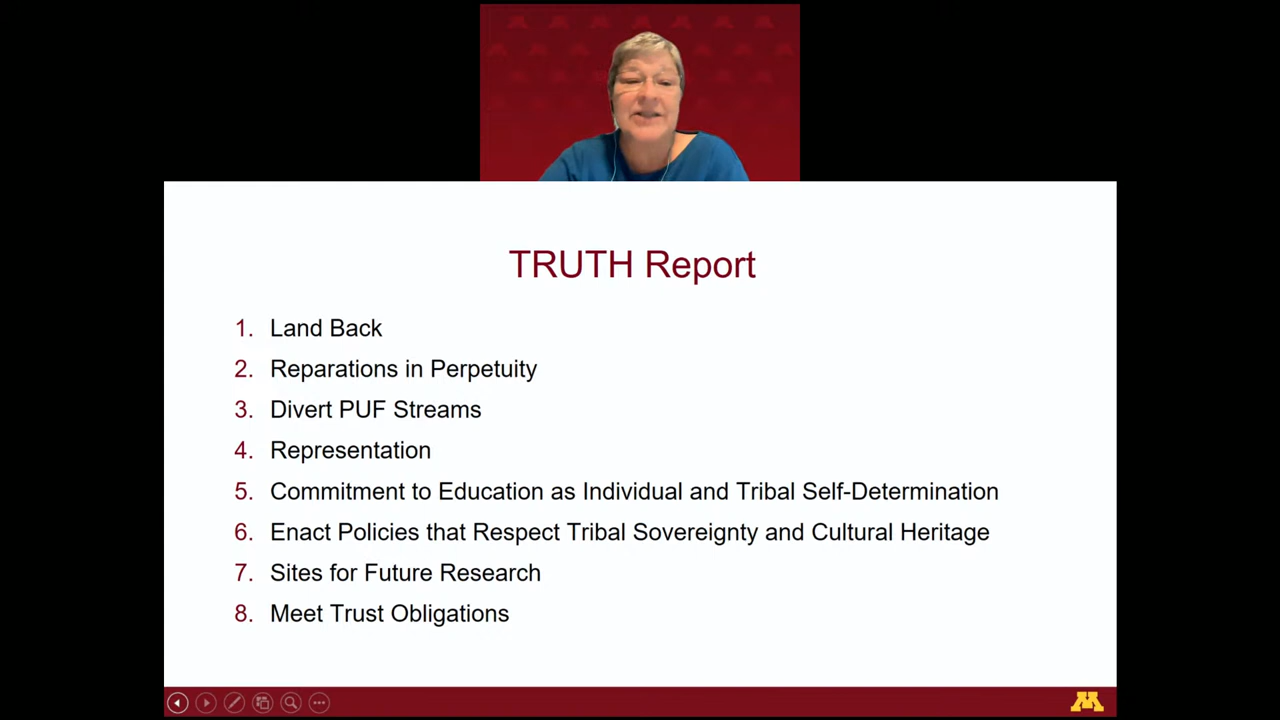 TRUTH Report
1. Land Back
2. Reparations in Perpetuity
3. Divert PUF Streams
4. Representation
5. Commitment to Education as Individual and Tribal Self-Determination
6. Enact Policies that Respect Tribal Sovereignty and Cultural Heritage
7. Sites for Future Research
8. Meet Trust Obligations
M